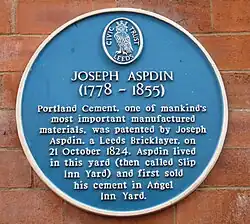 CIVIC TRUST
LEEDS
JOSEPH ASPDIN
(1778 - 1855)
Portland Cement, one of mankind's
most important manufactured
materials, was patented by Joseph
Aspdin, a Leeds Bricklayer, on
21 October 1824. Aspdin lived
in this yard (then called Slip
Inn Yard) and first sold
his cement in Angel
Inn Yard.